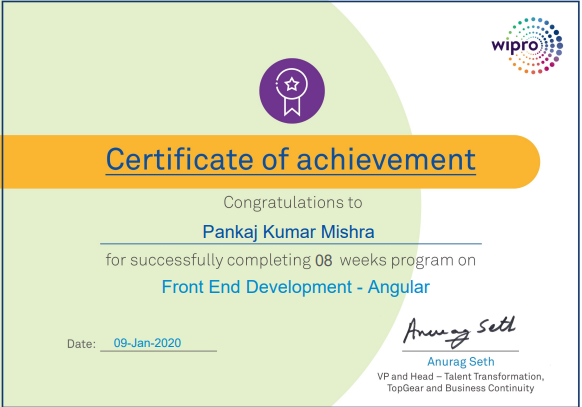 wipro
Certificate of achievement
Congratulations to
Pankaj Kumar Mishra
for successfully completing 08 weeks program on
Front End Development - Angular
Anurag Seth
Date: 09-Jan-2020
Anurag Seth
VP and Head – Talent Transformation,
TopGear and Business Continuity